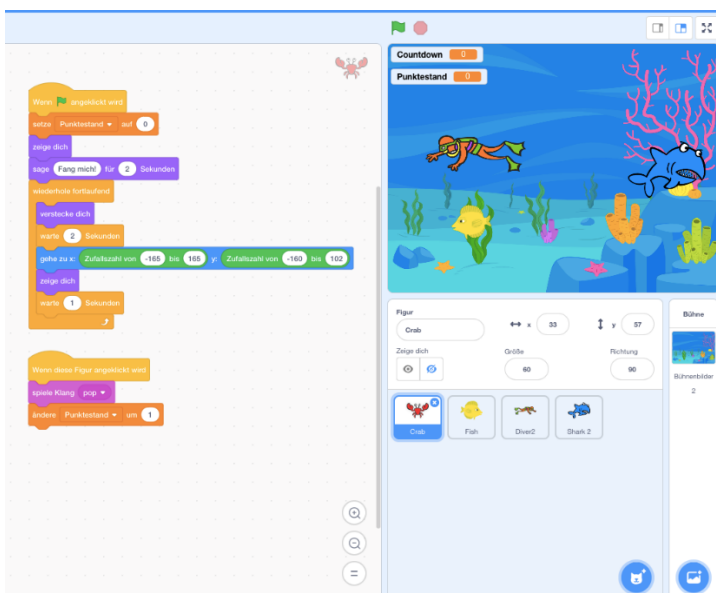 Wenn angeklickt wird
setze Punktestand auf 0
zeige dich
sage Fang mich! für 2 Sekunden
wiederhole fortlaufend
verstecke dich
warte 2 Sekunden
gehe zu x: Zufallszahl von -165 bis 165 y: Zufallszahl von -160 bis 102
zeige dich
warte 1 Sekunden
Wenn diese Figur angeklickt wird
spiele Klang pop
ändere Punktestand um 1
Countdown 0
Punktestand 0
Figur
Crab
x 33
y 57
Zeige dich
Größe
60
Richtung
90
Crab
Fish
Diver2
Shark 2
Bühne
Bühnenbilder
2